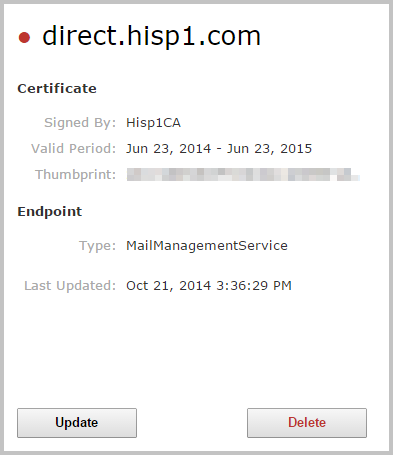 direct.hisp1.com
Certificate
Signed By: Hisp1CA
Valid Period: Jun 23, 2014 - Jun 23, 2015
Thumbprint:
Endpoint
Type: MailManagementService
Last Updated: Oct 21, 2014 3:36:29 PM
Update Delete